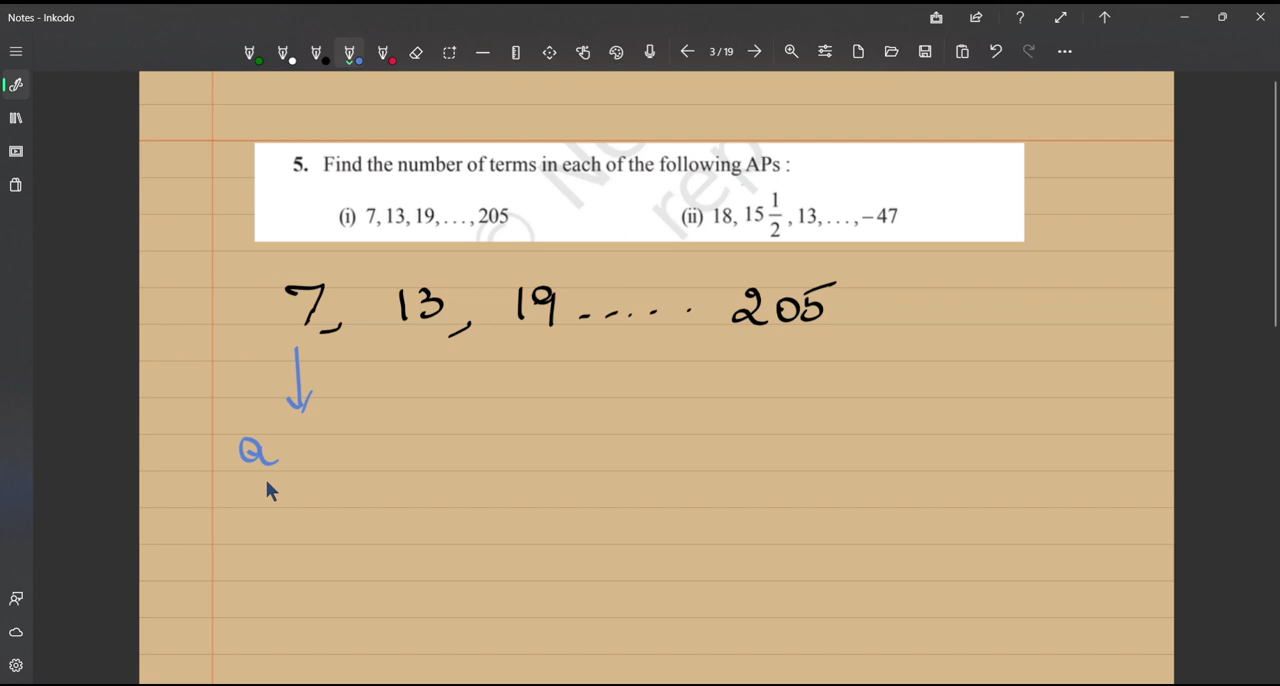 Notes - Inkodo
3 / 19
5. Find the number of terms in each of the following APs :
(i) 7, 13, 19, . . . , 205 (ii) 18, 15 1/2 , 13, . . . , −47
7, 13, 19 ..... 205
a